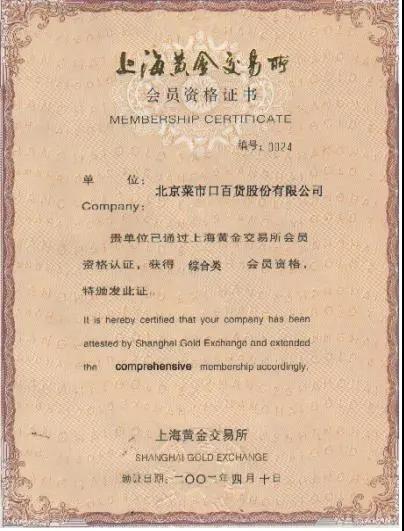 上海黄金交易所
会员资格证书
MEMBERSHIP CERTIFICATE
编号：0024
单 位：北京菜市口百货股份有限公司
Company:
贵单位已通过上海黄金交易所会员
资格认证，获得 综合类 会员资格，
特颁发此证。
It is hereby certified that your company has been
attested by Shanghai Gold Exchange and extended
the comprehensive membership accordingly.
上海黄金交易所
SHANGHAI GOLD EXCHANGE
颁证日期：二〇〇二年四月十日